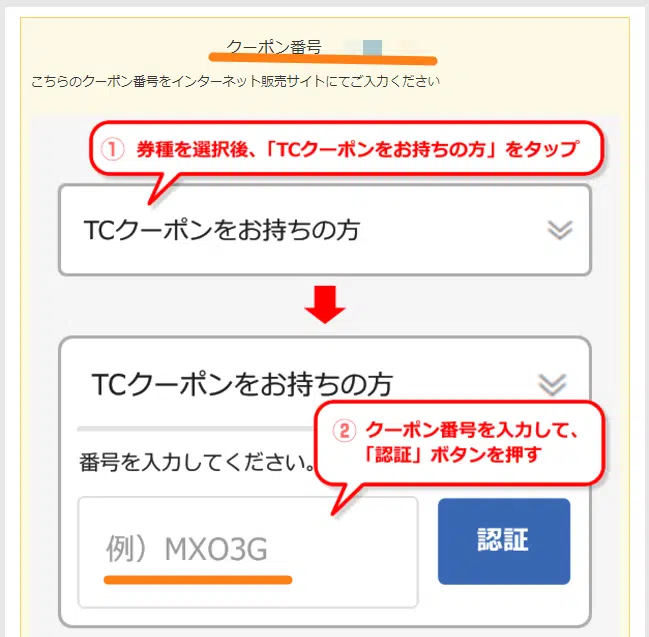 クーポン番号
こちらのクーポン番号をインターネット販売サイトにてご入力ください
① 券種を選択後、「TCクーポンをお持ちの方」をタップ
TCクーポンをお持ちの方
TCクーポンをお持ちの方
② クーポン番号を入力して、
「認証」ボタンを押す
番号を入力してください。
例）MXO3G
認証